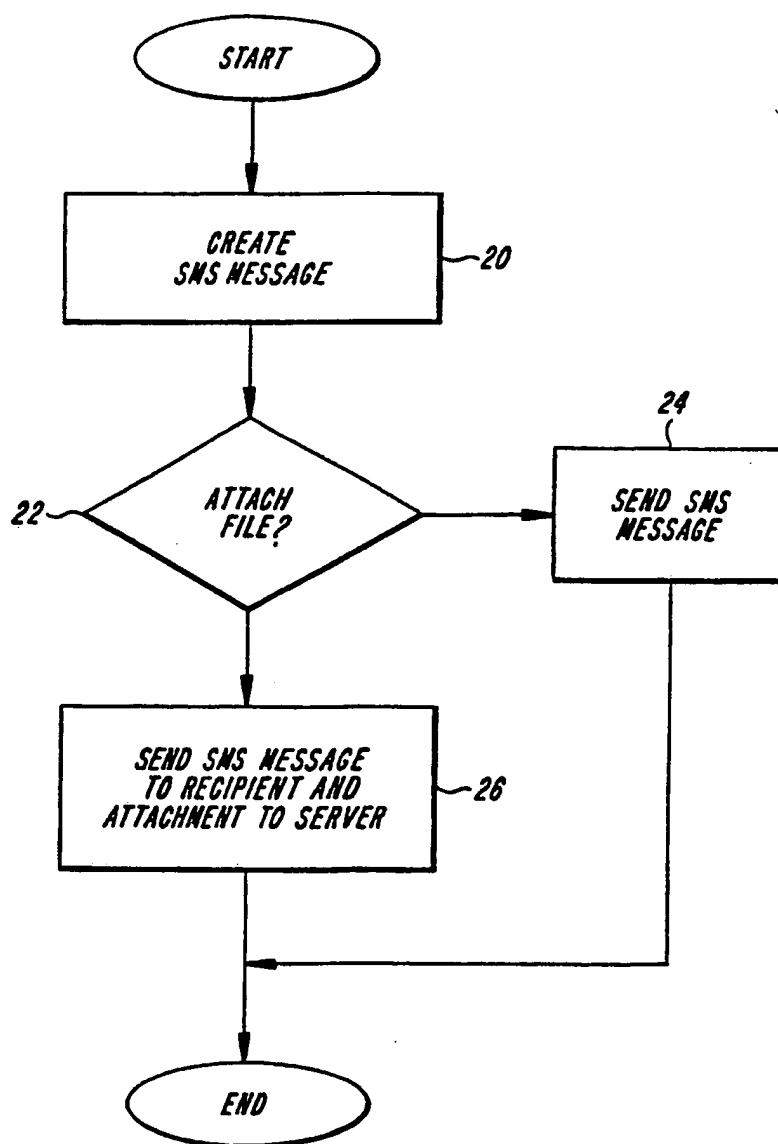 START
CREATE
SMS MESSAGE
20
24
22
ATTACH
FILE?
SEND SMS
MESSAGE
SEND SMS MESSAGE
TO RECIPIENT AND
ATTACHMENT TO SERVER
26
END